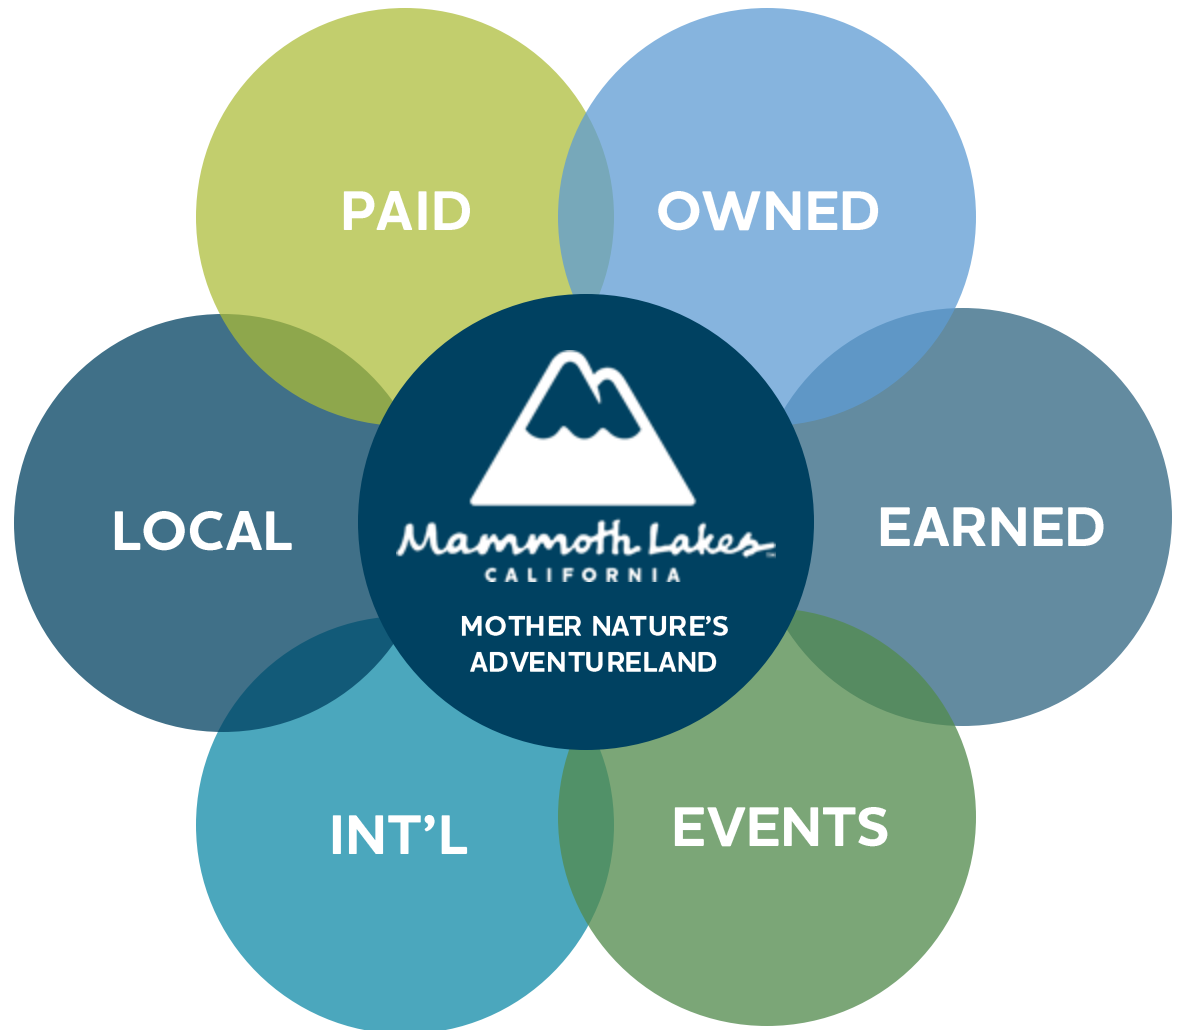 PAID
OWNED
LOCAL
Mammoth Lakes
CALIFORNIA
MOTHER NATURE’S
ADVENTURELAND
EARNED
INT’L
EVENTS